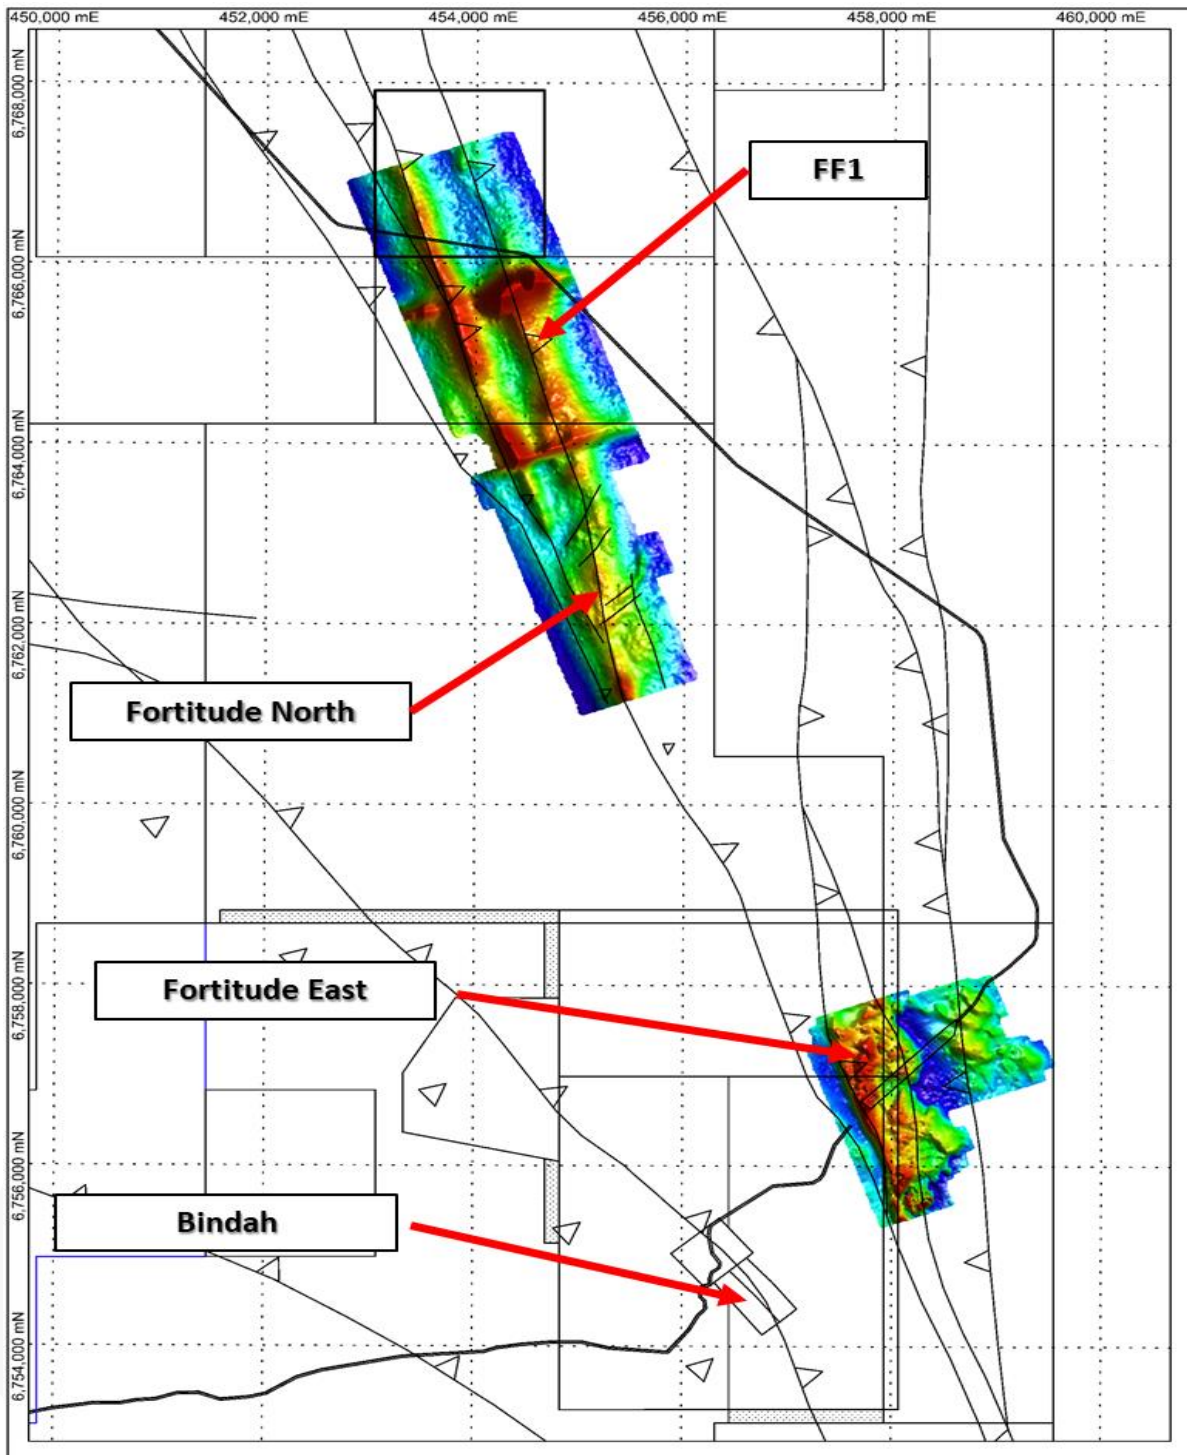 450,000 mE 452,000 mE 454,000 mE 456,000 mE 458,000 mE 460,000 mE
6,768,000 mN
FF1
6,766,000 mN
6,764,000 mN
6,762,000 mN
Fortitude North
6,760,000 mN
6,758,000 mN
Fortitude East
6,756,000 mN
Bindah
6,754,000 mN